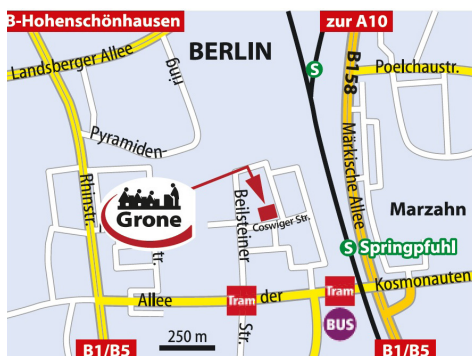 B-Hohenschönhausen
zur A10
BERLIN
Landsberger Allee
ring
S
B158
Poelchaustr.
Pyramiden-
Märkische Allee
Rhinstr.
Grone
Beilsteiner
Coswiger Str.
Marzahn
tr.
S Springpfuhl
Kosmonauten
Allee
Tram
der
Tram
BUS
Str.
250 m
B1/B5
B1/B5